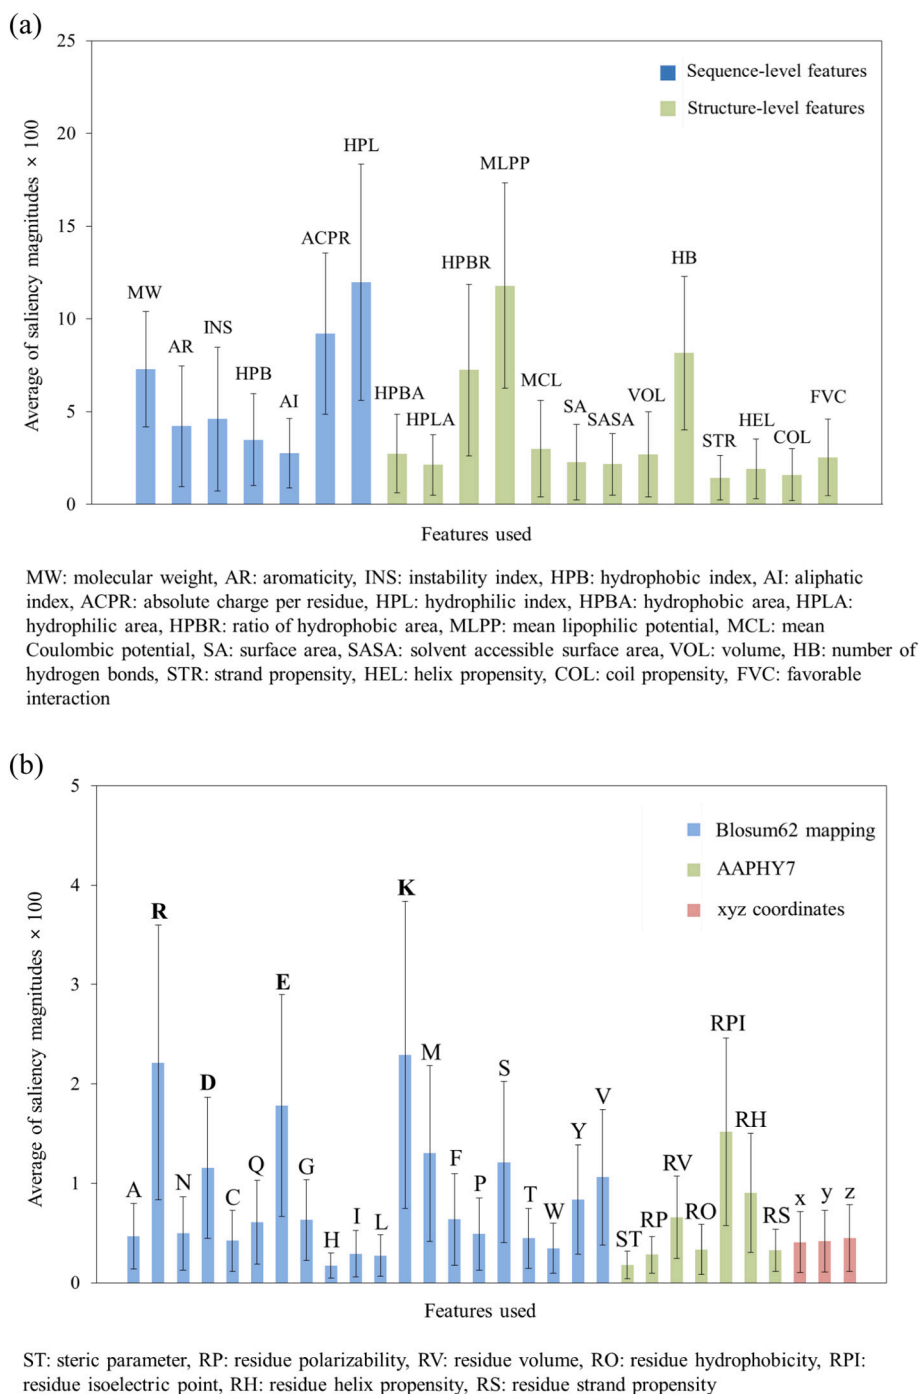 (a)
25
20
15
10
5
0
Average of saliency magnitudes × 100
Sequence-level features
Structure-level features
MW
AR
INS
HPB
AI
ACPR
HPL
HPBA
HPLA
HPBR
MLPP
MCL
SA
SASA
VOL
HB
STR
HEL
COL
FVC
Features used
MW: molecular weight, AR: aromaticity, INS: instability index, HPB: hydrophobic index, AI: aliphatic
index, ACPR: absolute charge per residue, HPL: hydrophilic index, HPBA: hydrophobic area, HPLA:
hydrophilic area, HPBR: ratio of hydrophobic area, MLPP: mean lipophilic potential, MCL: mean
Coulombic potential, SA: surface area, SASA: solvent accessible surface area, VOL: volume, HB: number of
hydrogen bonds, STR: strand propensity, HEL: helix propensity, COL: coil propensity, FVC: favorable
interaction
(b)
5
4
3
2
1
0
Average of saliency magnitudes × 100
Blosum62 mapping
AAPHY7
xyz coordinates
A
R
N
D
C
Q
E
G
H
I
L
K
M
F
P
S
T
W
Y
V
ST
RP
RV
RO
RPI
RH
RS
x
y
z
Features used
ST: steric parameter, RP: residue polarizability, RV: residue volume, RO: residue hydrophobicity, RPI:
residue isoelectric point, RH: residue helix propensity, RS: residue strand propensity